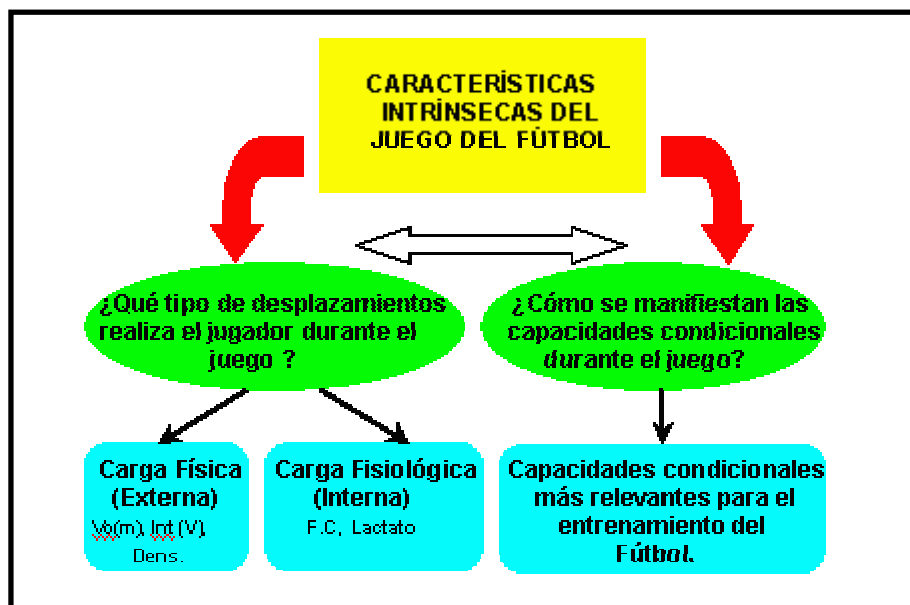 CARACTERÍSTICAS
INTRÍNSECAS DEL
JUEGO DEL FÚTBOL
¿Qué tipo de desplazamientos
realiza el jugador durante el
juego ?
¿Cómo se manifiestan las
capacidades condicionales
durante el juego?
Carga Física
(Externa)
Vo(m), Int (V),
Dens.
Carga Fisiológica
(Interna)
F.C, Lactato
Capacidades condicionales
más relevantes para el
entrenamiento del
Fútbol.